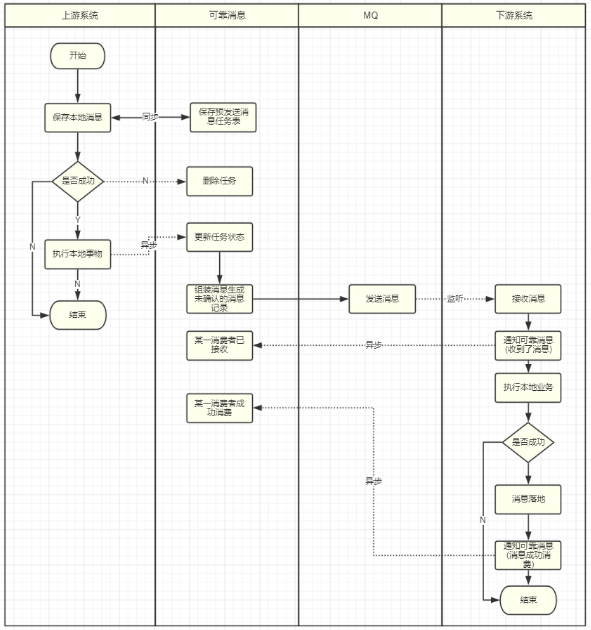 上游系统
可靠消息
MQ
下游系统
开始
保存本地消息
同步
保存预发送消
息任务表
是否成功
N
删除任务
Y
N
更新任务状态
异步
执行本地事物
N
结束
组装消息生成
未确认的消息
记录
发送消息
监听
接收消息
某一消费者已
接收
异步
通知可靠消息
(收到了消息)
执行本地业务
某一消费者成
功消费
是否成功
异步
消息落地
N
通知可靠消息
(消息成功消
费)
结束